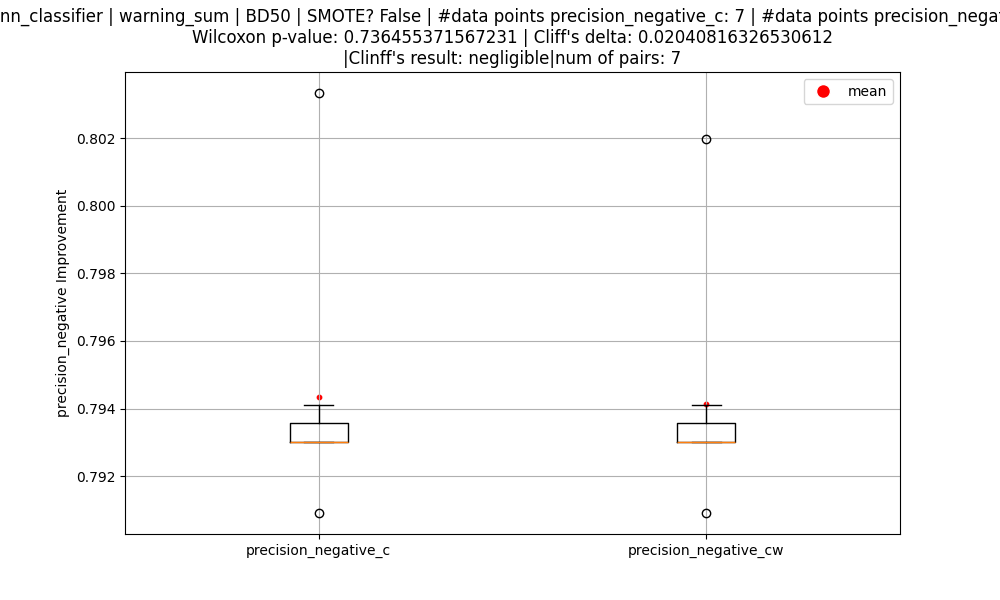 nn_classifier | warning_sum | BD50 | SMOTE? False | #data points precision_negative_c: 7 | #data points precision_nega
Wilcoxon p-value: 0.736455371567231 | Cliff's delta: 0.02040816326530612
|Clinff's result: negligible|num of pairs: 7
mean
0.802
0.800
0.798
0.796
0.794
0.792
precision_negative Improvement
precision_negative_c
precision_negative_cw